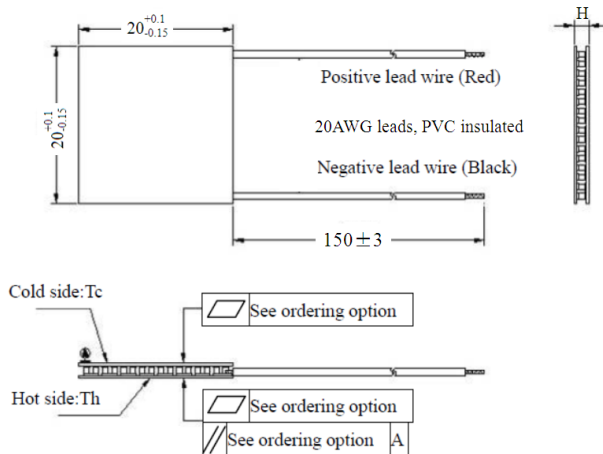 20 +0.1 -0.15
H
Positive lead wire (Red)
20 +0.1 -0.15
20AWG leads, PVC insulated
Negative lead wire (Black)
150±3
Cold side:Tc
See ordering option
A
Hot side:Th
See ordering option
See ordering option A